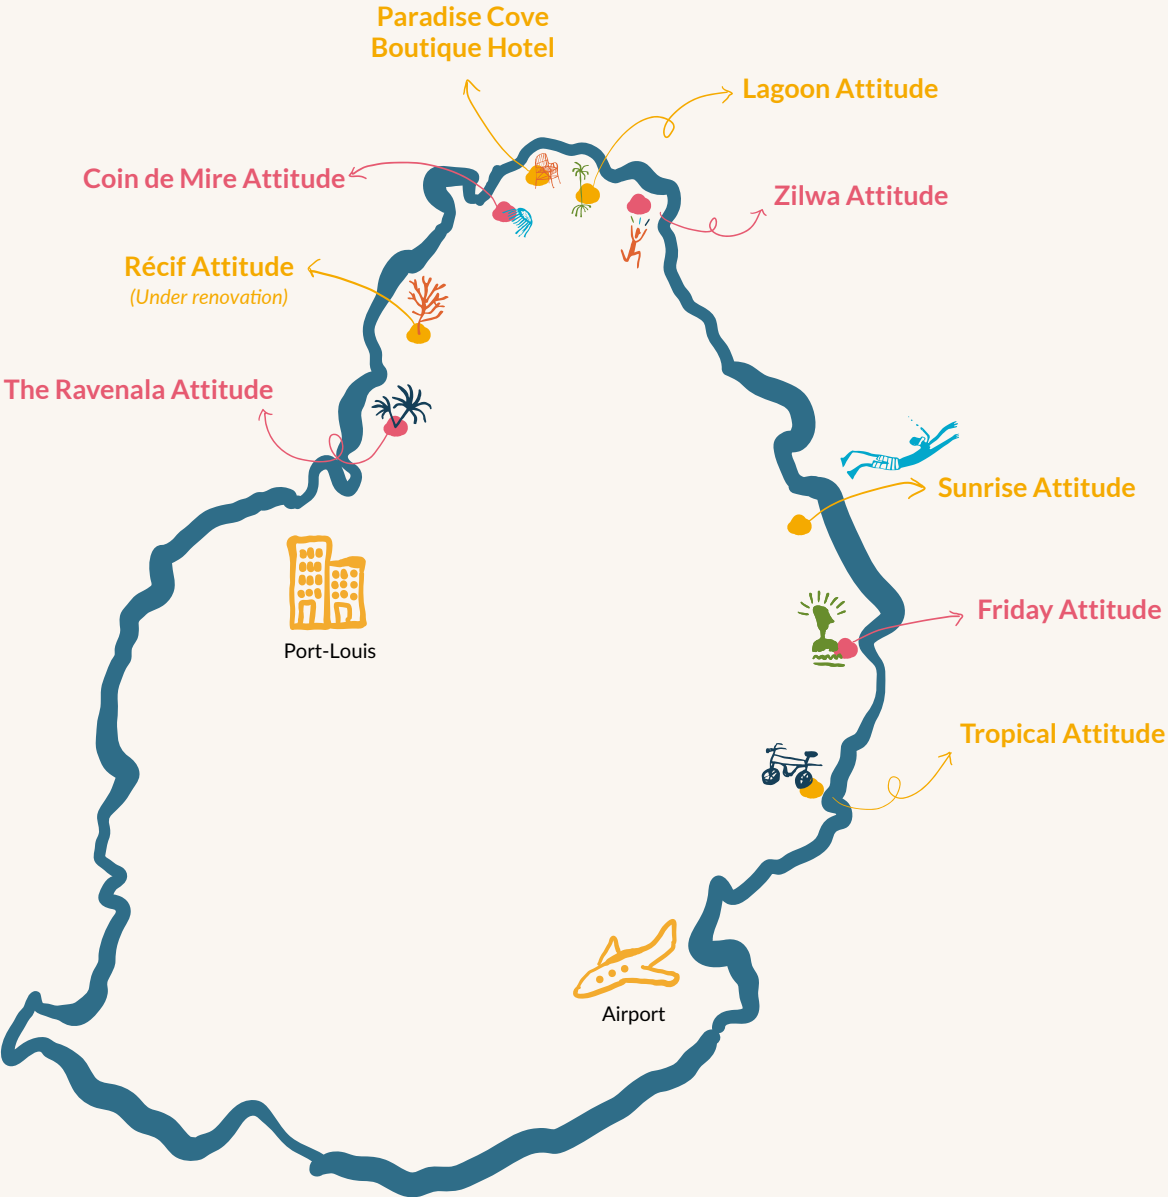 Paradise Cove
Boutique Hotel
Lagoon Attitude
Coin de Mire Attitude
Zilwa Attitude
Récif Attitude
(Under renovation)
The Ravenala Attitude
Sunrise Attitude
Friday Attitude
Port-Louis
Tropical Attitude
Airport